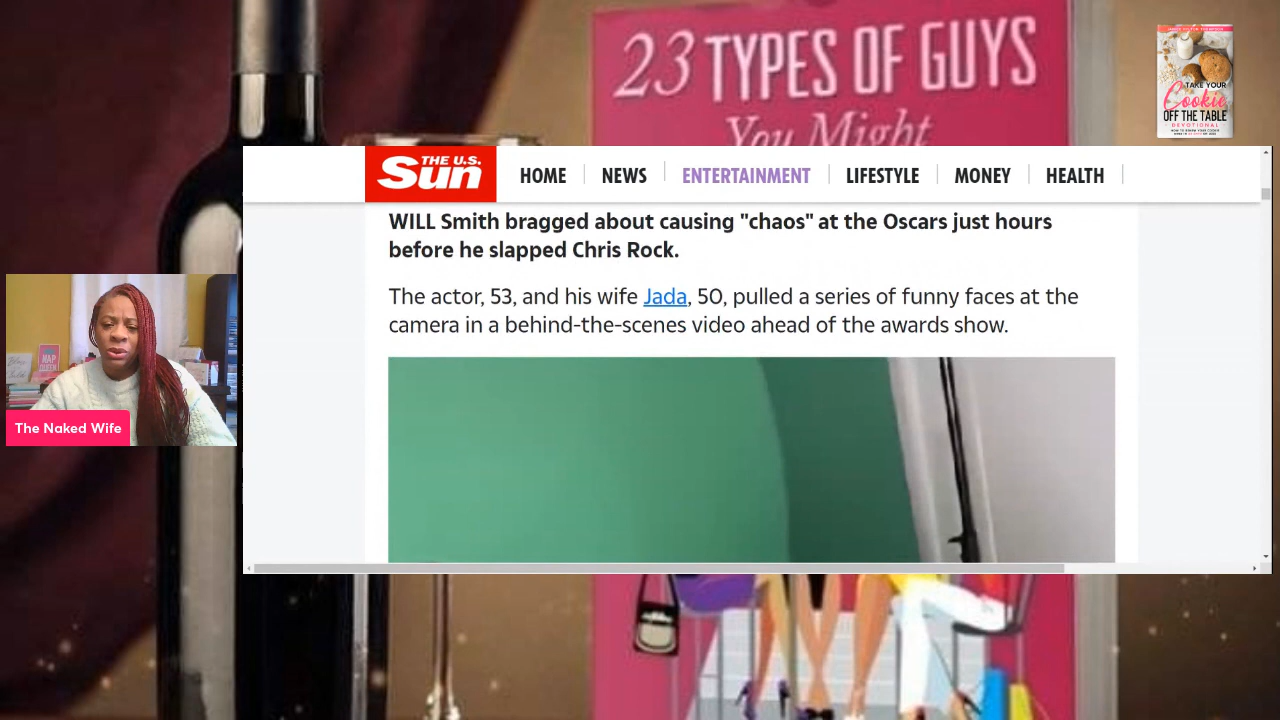 23 TYPES OF GUYS
You Might
TAKE YOUR
Cookie
OFF THE TABLE
DEVOTIONAL
THE U.S.
Sun
HOME
NEWS
ENTERTAINMENT
LIFESTYLE
MONEY
HEALTH
WILL Smith bragged about causing "chaos" at the Oscars just hours
before he slapped Chris Rock.
The actor, 53, and his wife Jada, 50, pulled a series of funny faces at the
camera in a behind-the-scenes video ahead of the awards show.
NAP
QUEEN
The Naked Wife